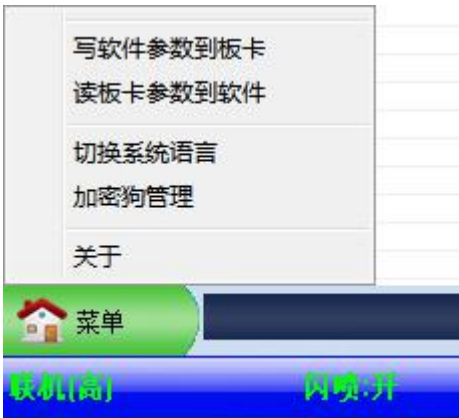 写软件参数到板卡
读板卡参数到软件
切换系统语言
加密狗管理
关于
菜单
联机(高) 闪喷:开